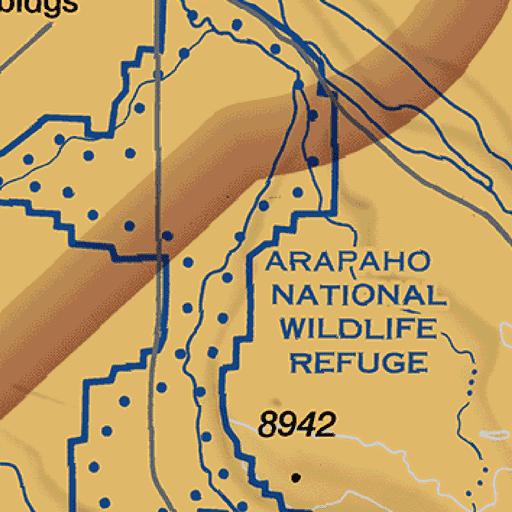 bldgs
ARAPAHO
NATIONAL
WILDLIFE
REFUGE
8942